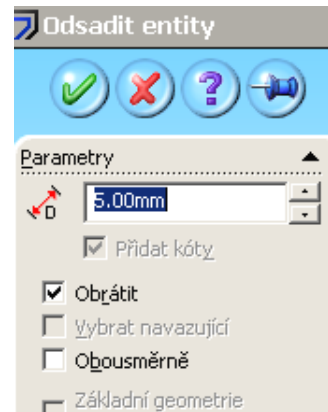 Odsadit entity
?
Parametry
D
5.00mm
Přidat kóty
Obrátit
Vybrat navazující
Obousměrně
Základní geometrie